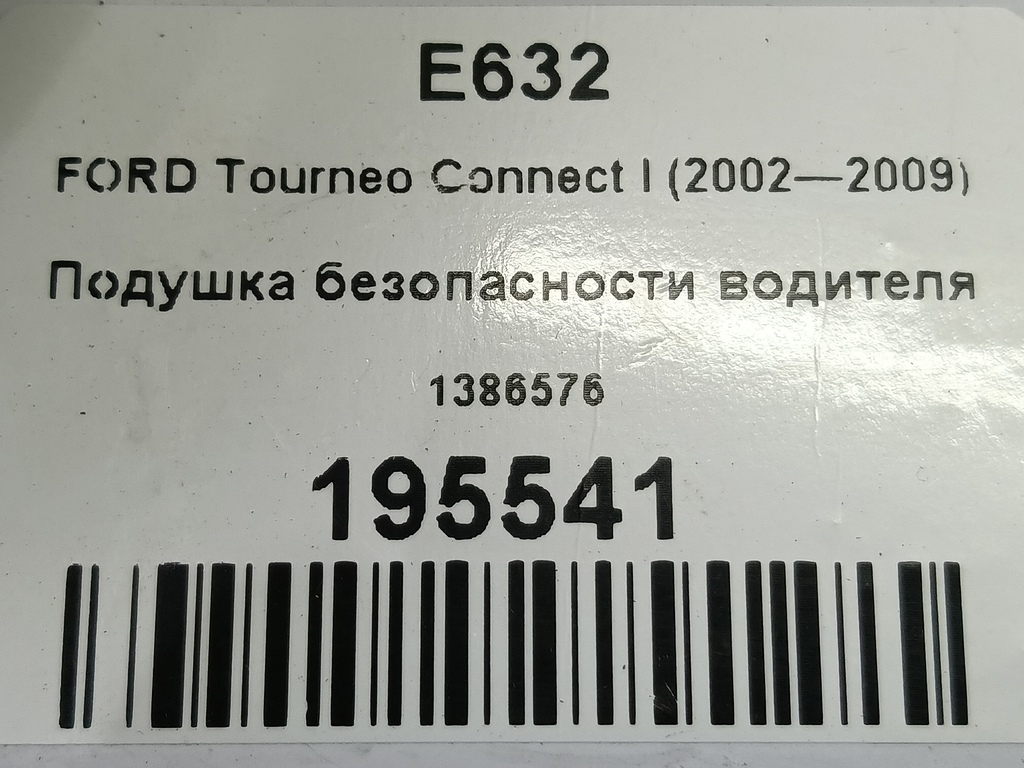 E632
FORD Tourneo Connect I (2002—2009)
Подушка безопасности водителя
1386576
195541